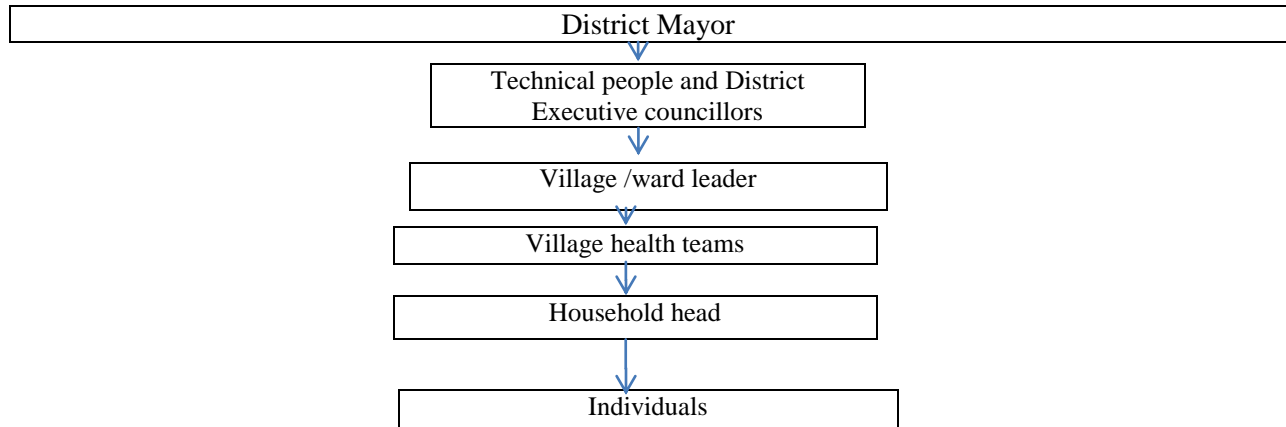 District Mayor
Technical people and District
Executive councillors
Village /ward leader
Village health teams
Household head
Individuals